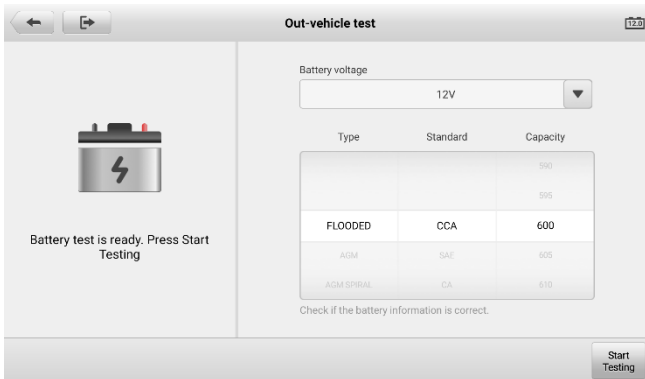 Out-vehicle test
12.0
Battery test is ready. Press Start
Testing
Battery voltage
12V
Type Standard Capacity
590
595
FLOODED CCA 600
AGM SAE 605
AGM SPIRAL CA 610
Check if the battery information is correct.
Start
Testing